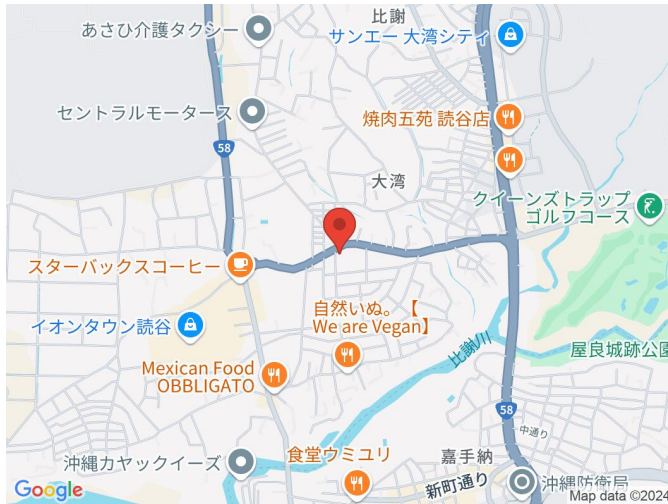 比謝
あさひ介護タクシー
サンエー 大湾シティ
セントラルモータース
焼肉五苑 読谷店
58
大湾
クイーンズトラップ
ゴルフコース
スターバックスコーヒー
自然いぬ。【
We are Vegan】
イオンタウン読谷
比謝川
屋良城跡公園
Mexican Food
OBBLIGATO
58
中通り
食堂ウミユリ
嘉手納
沖縄カヤックイーズ
新町通り
沖縄防衛局
Google
Map data ©2024